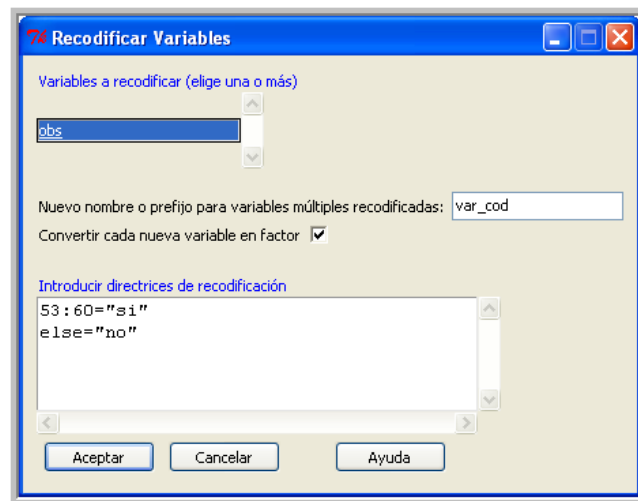 Recodificar Variables
Variables a recodificar (elige una o más)
obs
Nuevo nombre o prefijo para variables múltiples recodificadas: var_cod
Convertir cada nueva variable en factor
Introducir directrices de recodificación
53:60="si"
else="no"
Aceptar Cancelar Ayuda